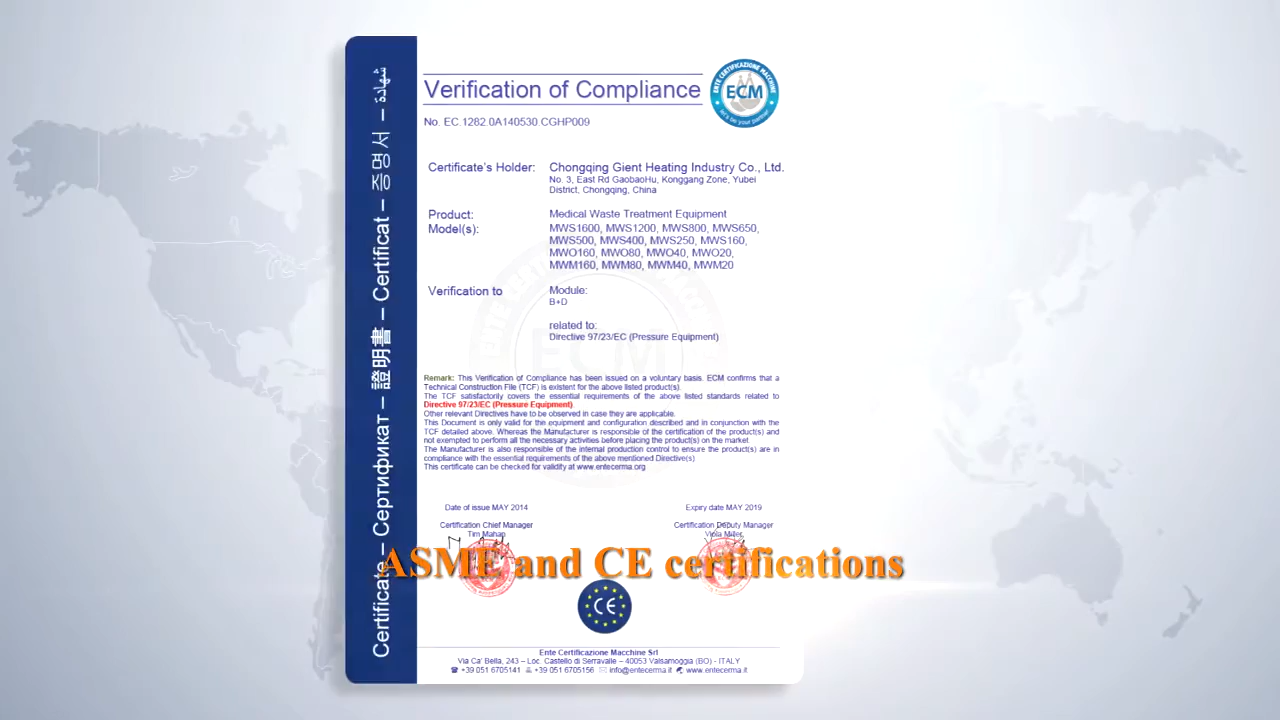 Certificate – Сертификат – 證明書 – Certificat – 증명서 – شهادة
Verification of Compliance
ENTE CERTIFICAZIONE MACCHINE
ECM
let's be your partner
No. EC.1282.0A140530.CGHP009
Certificate's Holder: Chongqing Gient Heating Industry Co., Ltd.
No. 3, East Rd GaobaoHu, Konggang Zone, Yubei
District, Chongqing, China
Product: Medical Waste Treatment Equipment
Model(s): MWS1600, MWS1200, MWS800, MWS650,
MWS500, MWS400, MWS250, MWS160,
MWO160, MWO80, MWO40, MWO20,
MWM160, MWM80, MWM40, MWM20
Verification to Module:
B+D
related to:
Directive 97/23/EC (Pressure Equipment)
ECM
Remark: This Verification of Compliance has been issued on a voluntary basis. ECM confirms that a
Technical Construction File (TCF) is existent for the above listed product(s).
The TCF satisfactorily covers the essential requirements of the above listed standards related to
Directive 97/23/EC (Pressure Equipment)
Other relevant Directives have to be observed in case they are applicable.
This Document is only valid for the equipment and configuration described and in conjunction with the
TCF detailed above. Whereas the Manufacturer is responsible of the certification of the product(s) and
not exempted to perform all the necessary activities before placing the product(s) on the market
The Manufacturer is also responsible of the internal production control to ensure the product(s) are in
compliance with the essential requirements of the above mentioned Directive(s)
This certificate can be checked for validity at www.entecerma.org
Date of issue MAY 2014 Expiry date MAY 2019
Certification Chief Manager Certification Deputy Manager
Tim Mahan Viola Miller
ASME and CE certifications
CE
Ente Certificazione Macchine Srl
Via Ca' Bella, 243 – Loc. Castello di Serravalle – 40053 Valsamoggia (BO) - ITALY
☎ +39 051 6705141 +39 051 6705156 ✉ info@entecerma.it www.entecerma.it